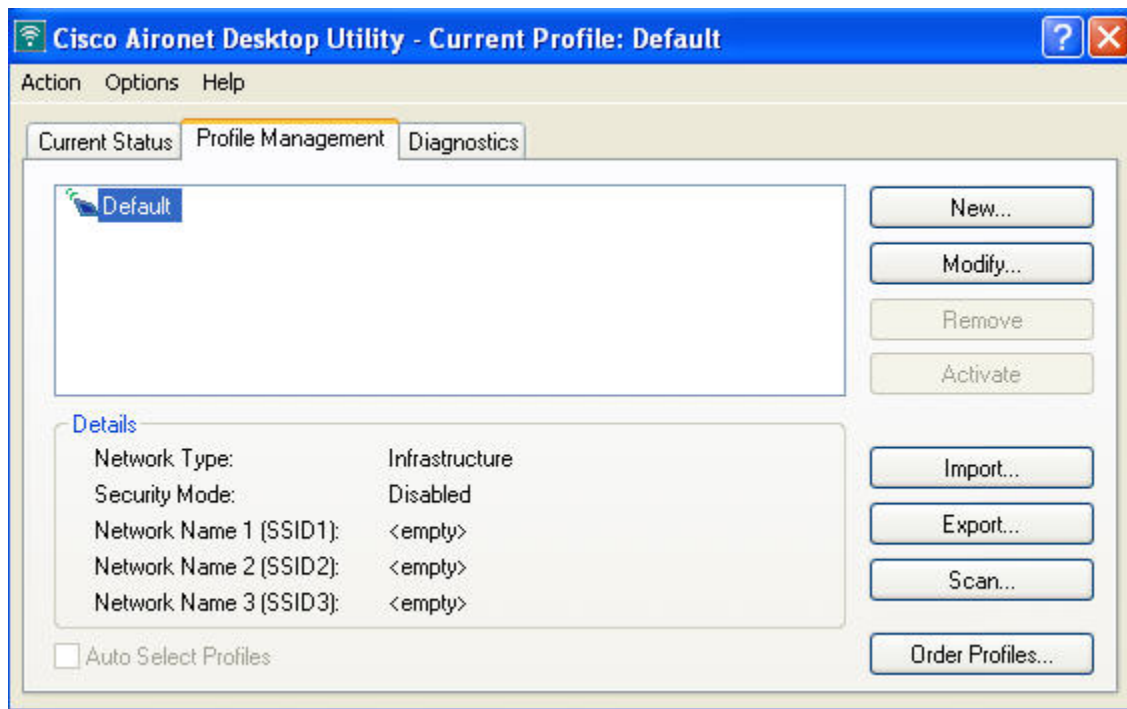 Cisco Aironet Desktop Utility - Current Profile: Default
Action Options Help
Current Status Profile Management Diagnostics
Default
New...
Modify...
Remove
Activate
Details
Network Type: Infrastructure
Security Mode: Disabled
Network Name 1 (SSID1): <empty>
Network Name 2 (SSID2): <empty>
Network Name 3 (SSID3): <empty>
Import...
Export...
Scan...
Auto Select Profiles
Order Profiles...